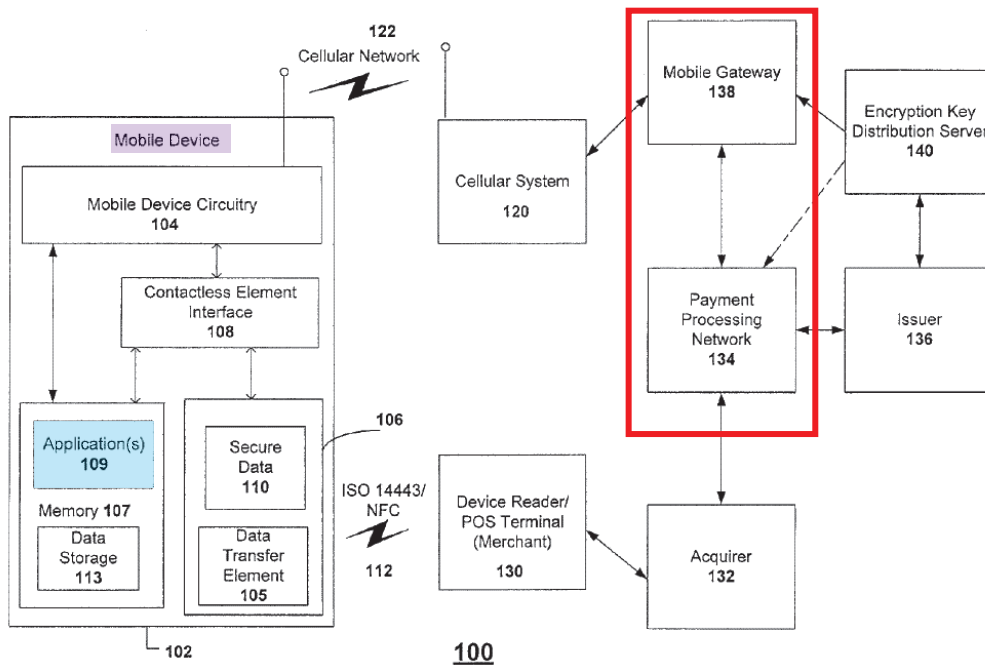 122
Cellular Network
Mobile Device
Mobile Device Circuitry
104
Contactless Element
Interface
108
Application(s)
109
Memory 107
Data
Storage
113
106
Secure
Data
110
Data
Transfer
Element
105
102
ISO 14443/
NFC
112
Cellular System
120
Device Reader/
POS Terminal
(Merchant)
130
Mobile Gateway
138
Payment
Processing
Network
134
Encryption Key
Distribution Server
140
Issuer
136
Acquirer
132
100